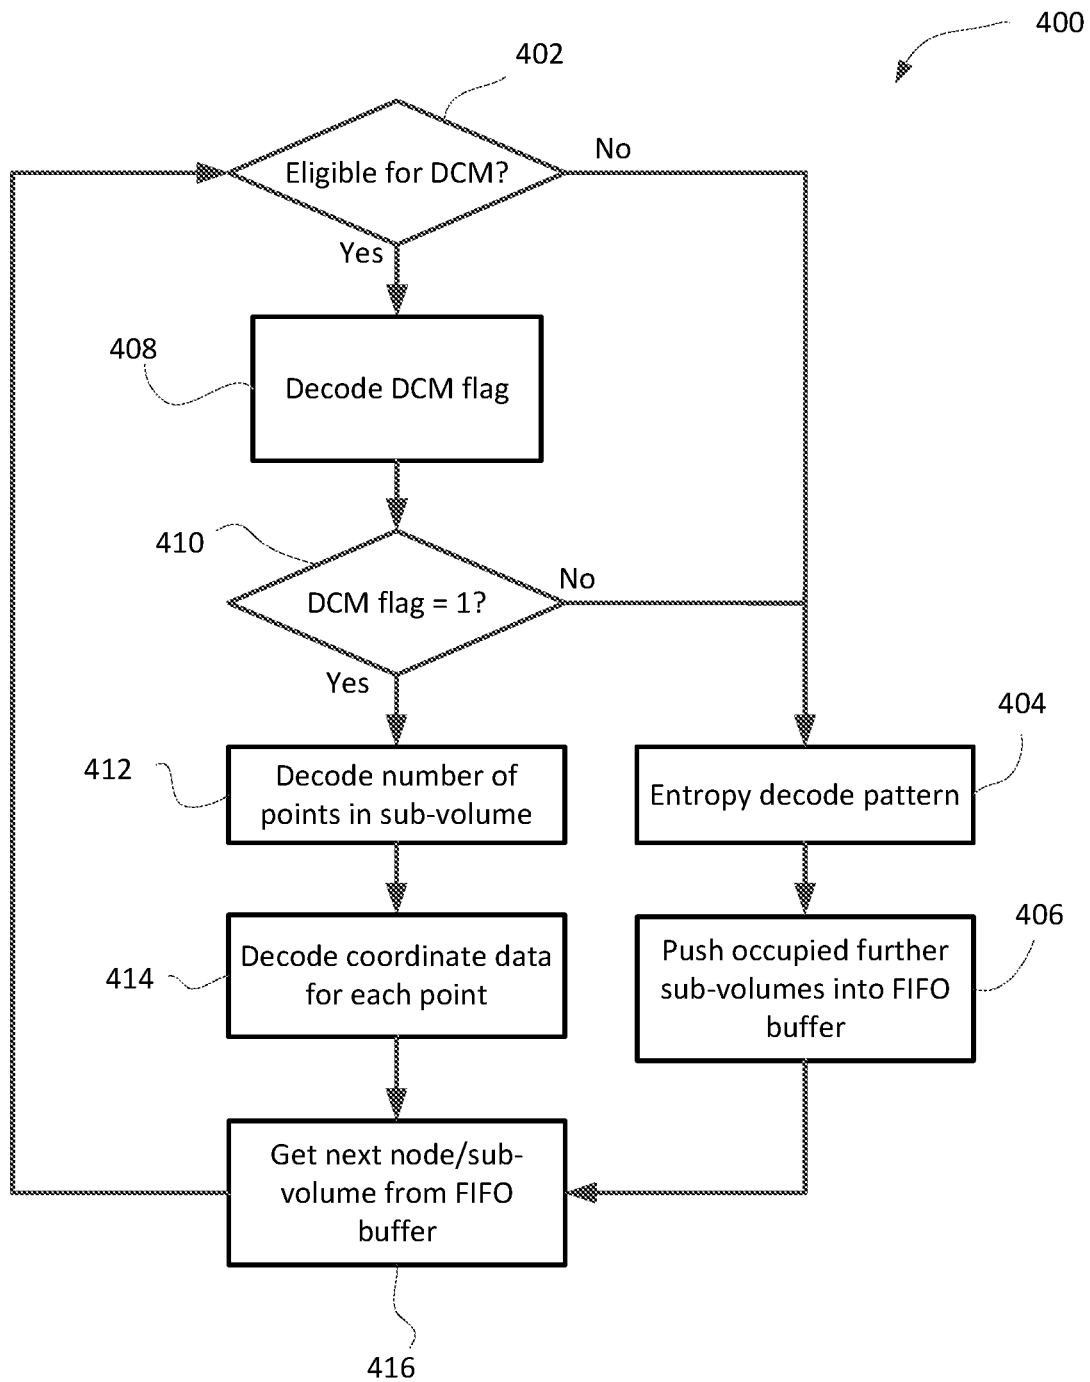 400
402
Eligible for DCM?
No
Yes
408
Decode DCM flag
410
DCM flag = 1?
No
Yes
404
412
Decode number of
points in sub-volume
Entropy decode pattern
406
414
Decode coordinate data
for each point
Push occupied further
sub-volumes into FIFO
buffer
Get next node/sub-
volume from FIFO
buffer
416